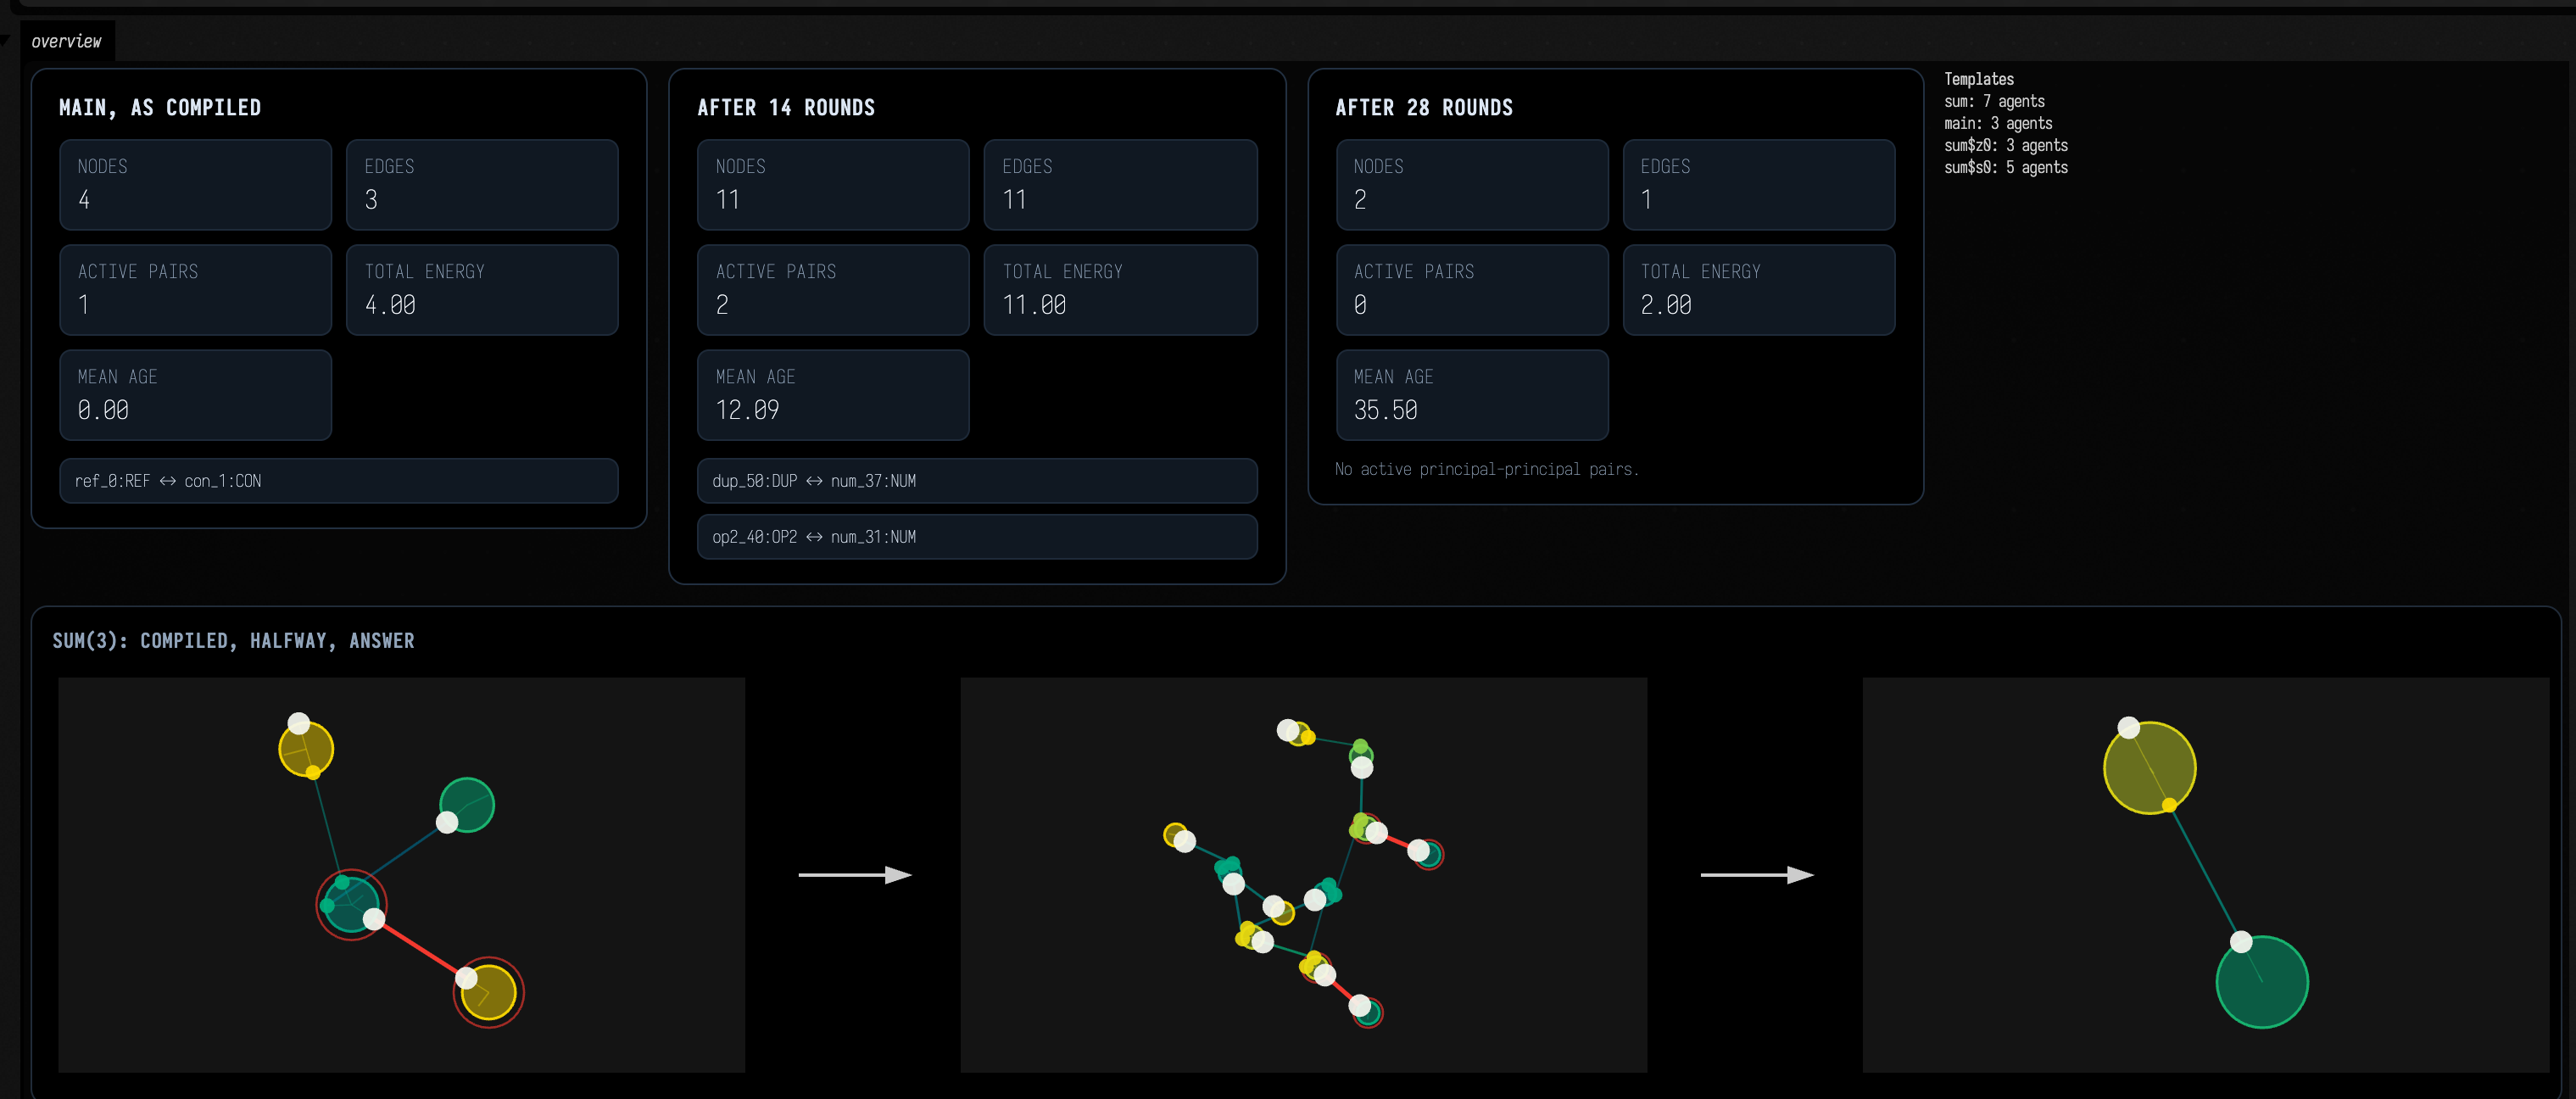 overview
MAIN, AS COMPILED
NODES
4
EDGES
3
ACTIVE PAIRS
1
TOTAL ENERGY
4.00
MEAN AGE
0.00
ref_0:REF ↔ con_1:CON
AFTER 14 ROUNDS
NODES
11
EDGES
11
ACTIVE PAIRS
2
TOTAL ENERGY
11.00
MEAN AGE
12.09
dup_50:DUP ↔ num_37:NUM
op2_40:OP2 ↔ num_31:NUM
AFTER 28 ROUNDS
NODES
2
EDGES
1
ACTIVE PAIRS
0
TOTAL ENERGY
2.00
MEAN AGE
35.50
No active principal-principal pairs.
Templates
sum: 7 agents
main: 3 agents
sum$z0: 3 agents
sum$s0: 5 agents
SUM(3): COMPILED, HALFWAY, ANSWER